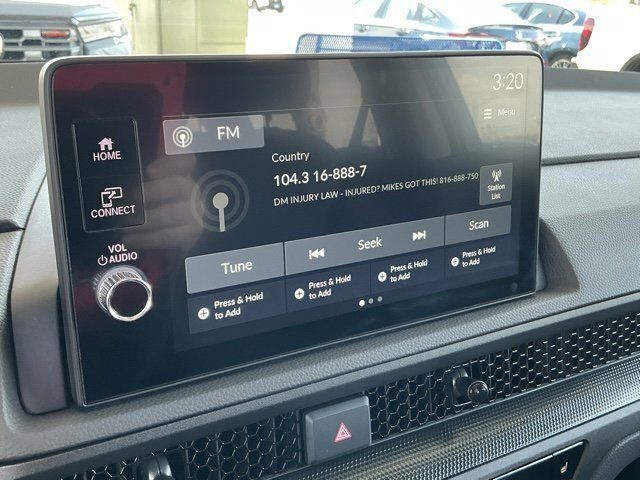 3:20
FM
Menu
HOME
Country
104.3 16-888-7
DM INJURY LAW - INJURED? MIKES GOT THIS! 816-888-750
Station
List
CONNECT
VOL
AUDIO
Tune
Seek
Scan
Press & Hold
to Add
Press & Hold
to Add
Press & Hold
to Add
Press & Hold
to Add